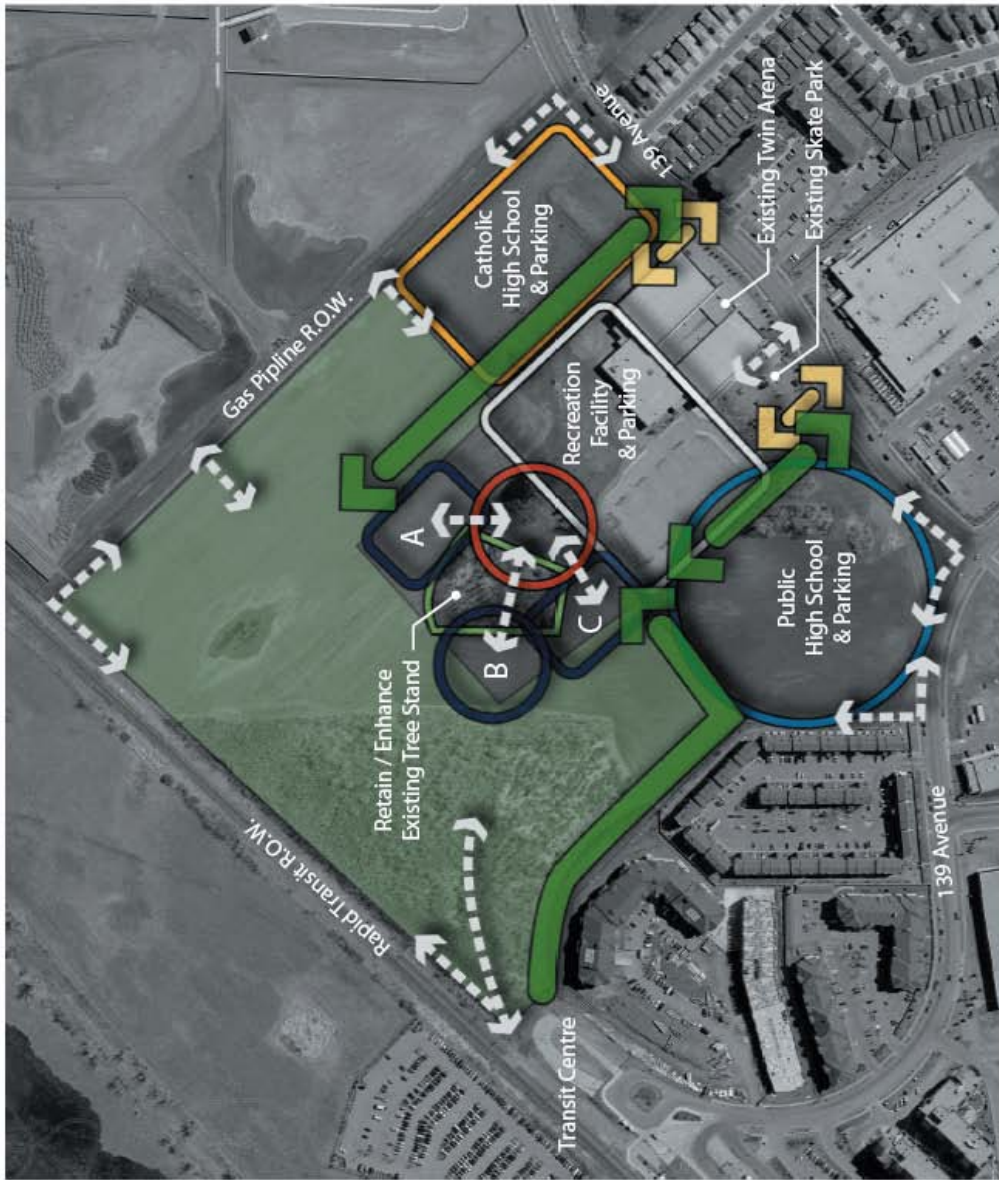 Gas Pipline R.O.W.
139 Avenue
Catholic
High School
& Parking
Existing Twin Arena
Existing Skate Park
Recreation
Facility
& Parking
A
B
C
Retain / Enhance
Existing Tree Stand
Public
High School
& Parking
Rapid Transit R.O.W.
Transit Centre
139 Avenue